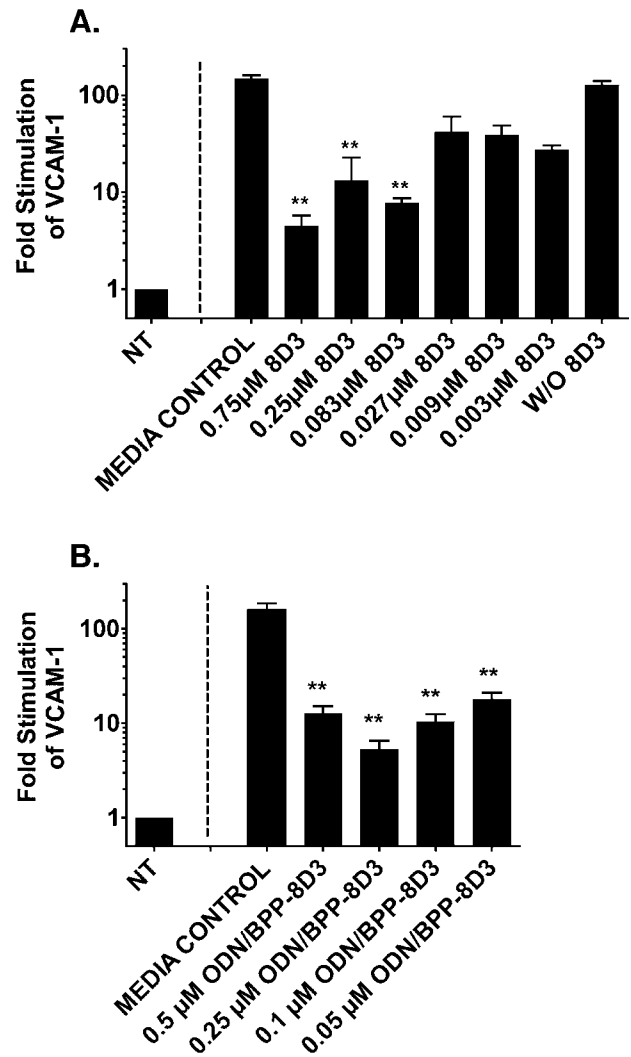 A.
Fold Stimulation
of VCAM-1
100
10
1
**
**
**
NT
MEDIA CONTROL
0.75µM 8D3
0.25µM 8D3
0.083µM 8D3
0.027µM 8D3
0.009µM 8D3
0.003µM 8D3
W/O 8D3
B.
Fold Stimulation
of VCAM-1
100
10
1
**
**
**
**
NT
MEDIA CONTROL
0.5 µM ODN/BPP-8D3
0.25 µM ODN/BPP-8D3
0.1 µM ODN/BPP-8D3
0.05 µM ODN/BPP-8D3